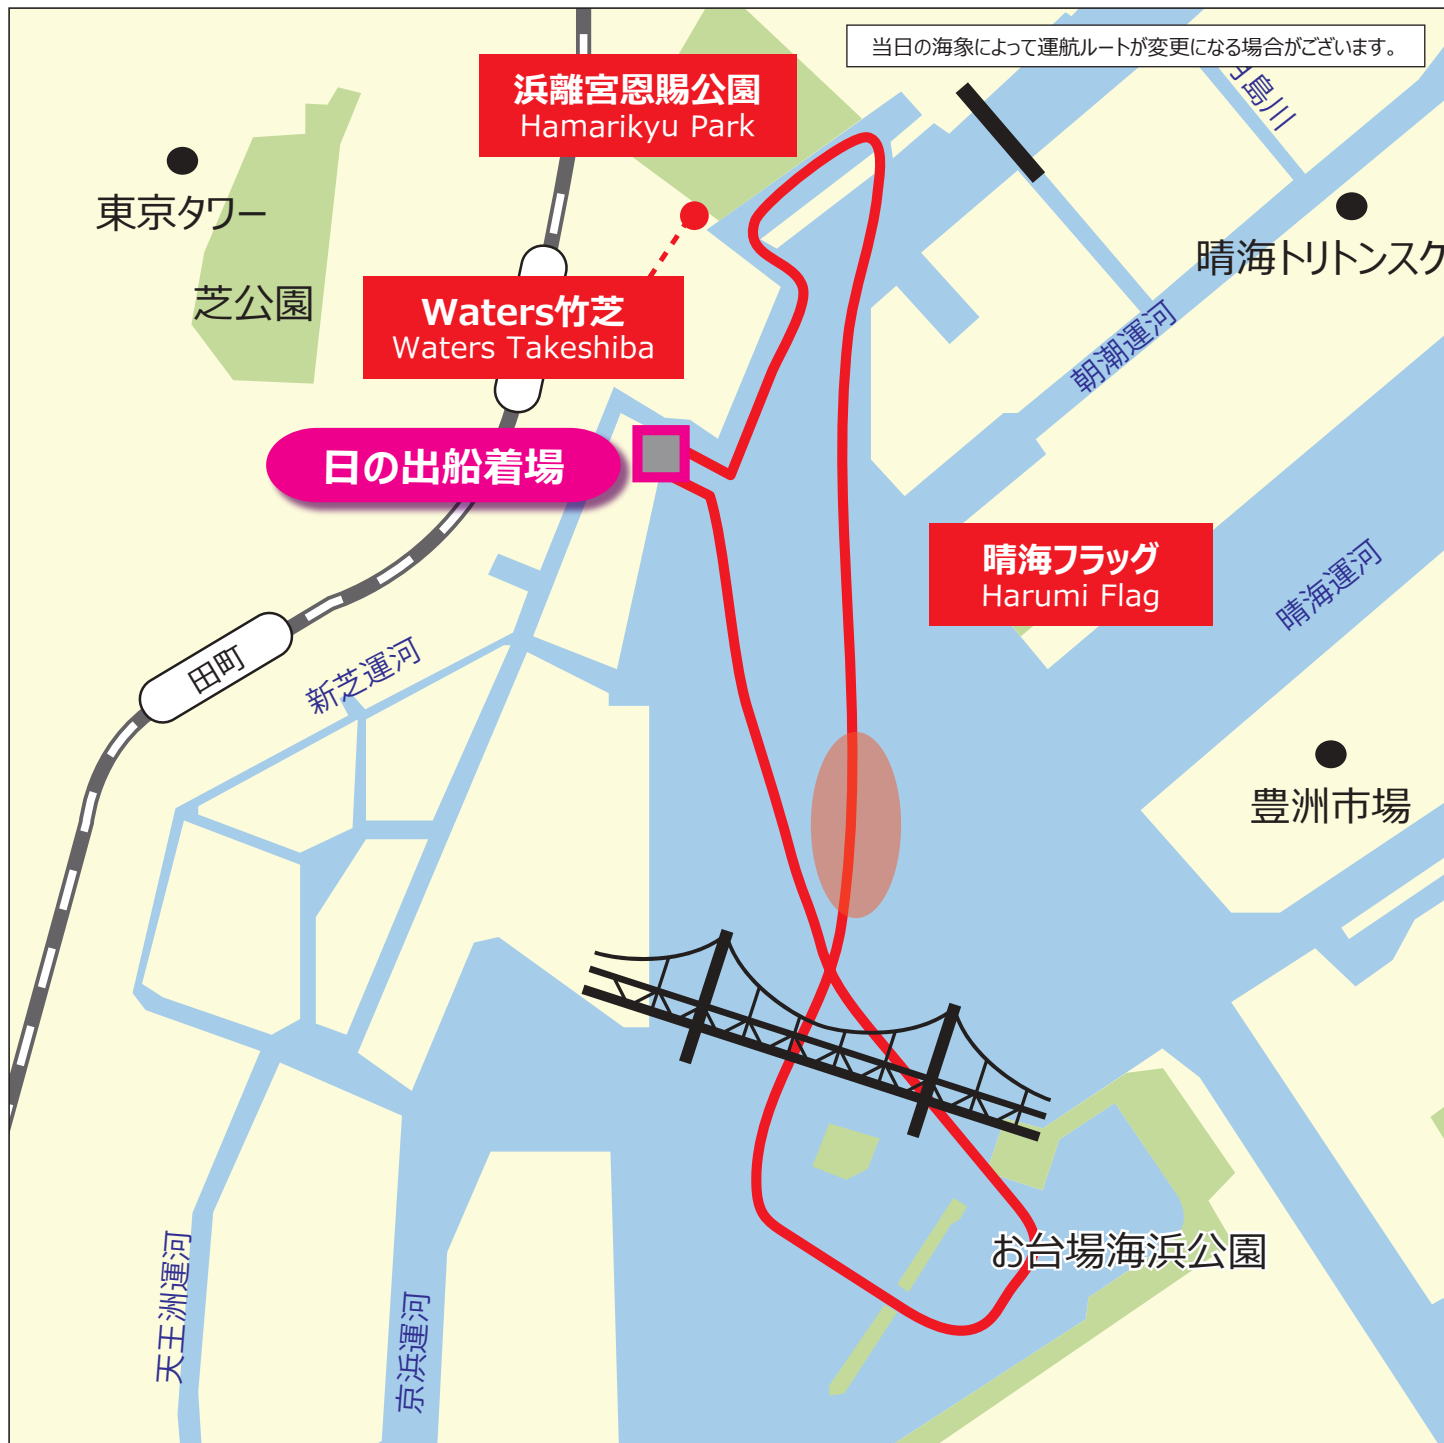 当日の海象によって運航ルートが変更になる場合がございます。
浜離宮恩賜公園
Hamarikyu Park
島川
東京タワー
晴海トリトンスク
芝公園
Waters竹芝
Waters Takeshiba
朝潮運河
日の出船着場
晴海フラッグ
Harumi Flag
晴海運河
田町
新芝運河
豊洲市場
お台場海浜公園
天王洲運河
京浜運河